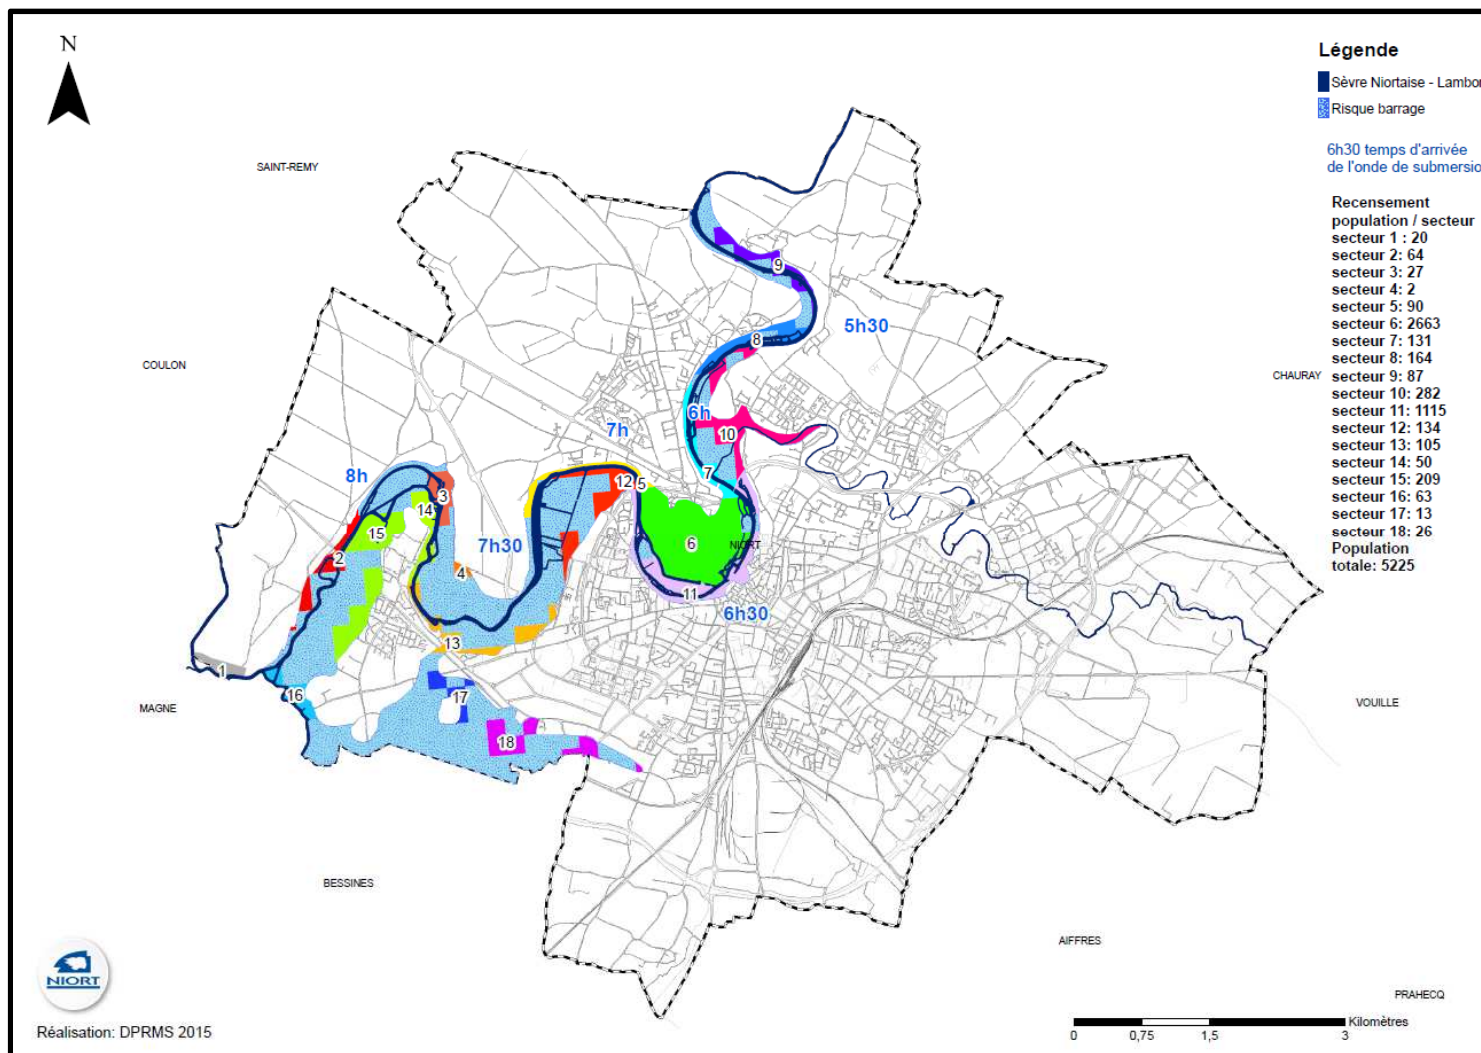 N
Légende
Sèvre Niortaise - Lambon
Risque barrage
6h30 temps d'arrivée
de l'onde de submersio
Recensement
population / secteur
secteur 1 : 20
secteur 2: 64
secteur 3: 27
secteur 4: 2
secteur 5: 90
secteur 6: 2663
secteur 7: 131
secteur 8: 164
secteur 9: 87
secteur 10: 282
secteur 11: 1115
secteur 12: 134
secteur 13: 105
secteur 14: 50
secteur 15: 209
secteur 16: 63
secteur 17: 13
secteur 18: 26
Population
totale: 5225
SAINT-REMY
COULON
CHAURAY
MAGNE
VOUILLE
BESSINES
AIFFRES
PRAHECQ
NIORT
5h30
6h
7h
8h
7h30
6h30
9
8
10
7
12
5
3
14
15
2
4
6
11
13
1
16
17
18
NIORT
Réalisation: DPRMS 2015
Kilomètres
0
0,75
1,5
3